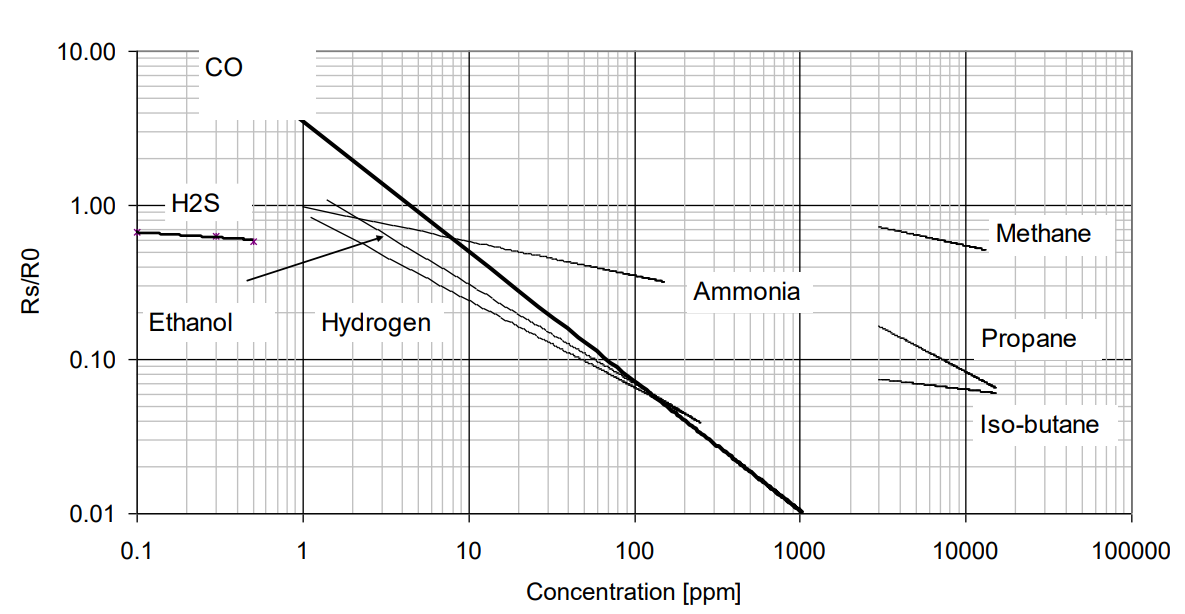 10.00
CO
1.00
H2S
Methane
Rs/R0
Ammonia
Ethanol
Hydrogen
Propane
0.10
Iso-butane
0.01
0.1 1 10 100 1000 10000 100000
Concentration [ppm]